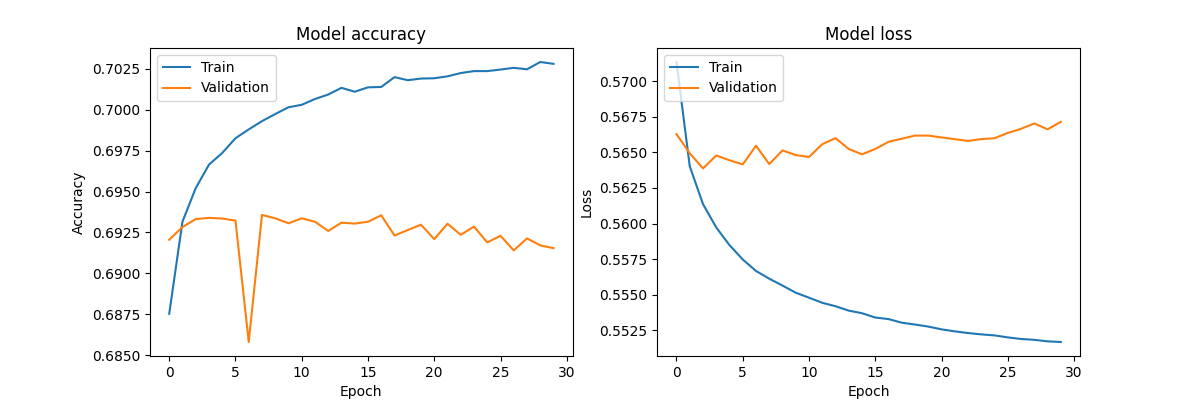 Model accuracy
Train
Validation
0.7025
0.7000
0.6975
0.6950
0.6925
0.6900
0.6875
0.6850
Accuracy
0 5 10 15 20 25 30
Epoch
Model loss
Train
Validation
0.5700
0.5675
0.5650
0.5625
0.5600
0.5575
0.5550
0.5525
Loss
0 5 10 15 20 25 30
Epoch